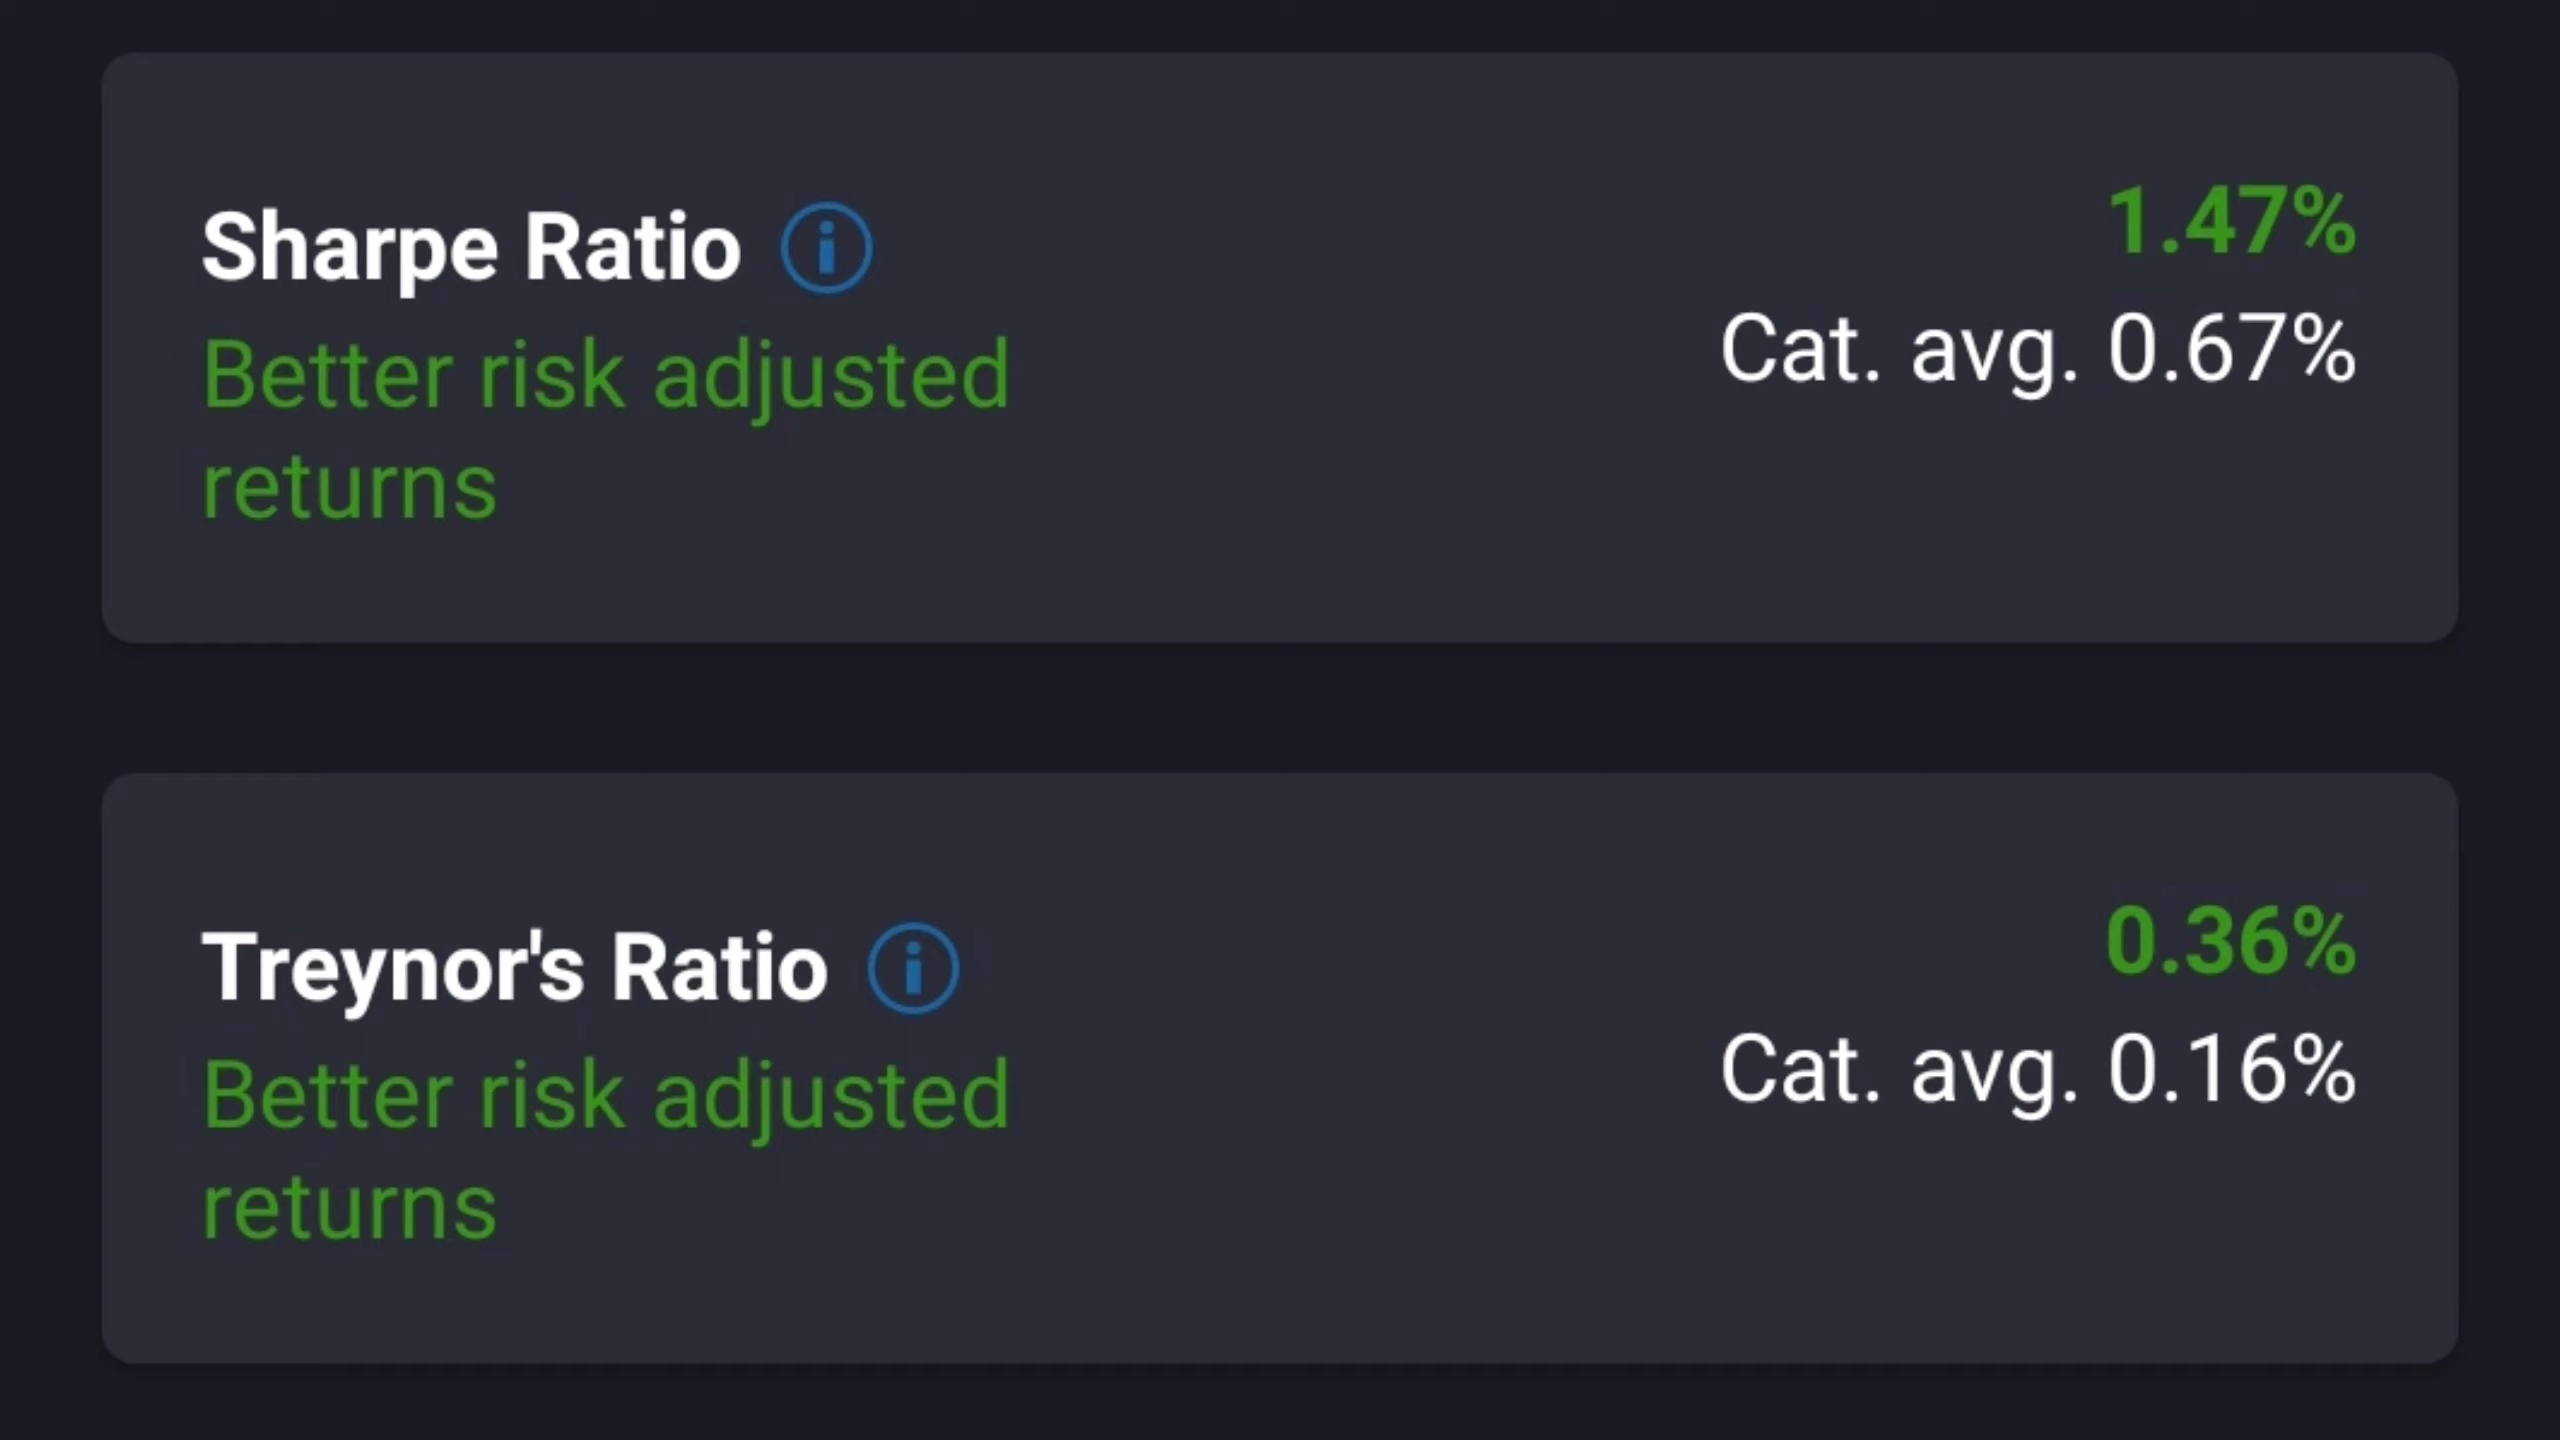 Sharpe Ratio
1.47%
Cat. avg. 0.67%
Better risk adjusted
returns
Treynor's Ratio
0.36%
Cat. avg. 0.16%
Better risk adjusted
returns